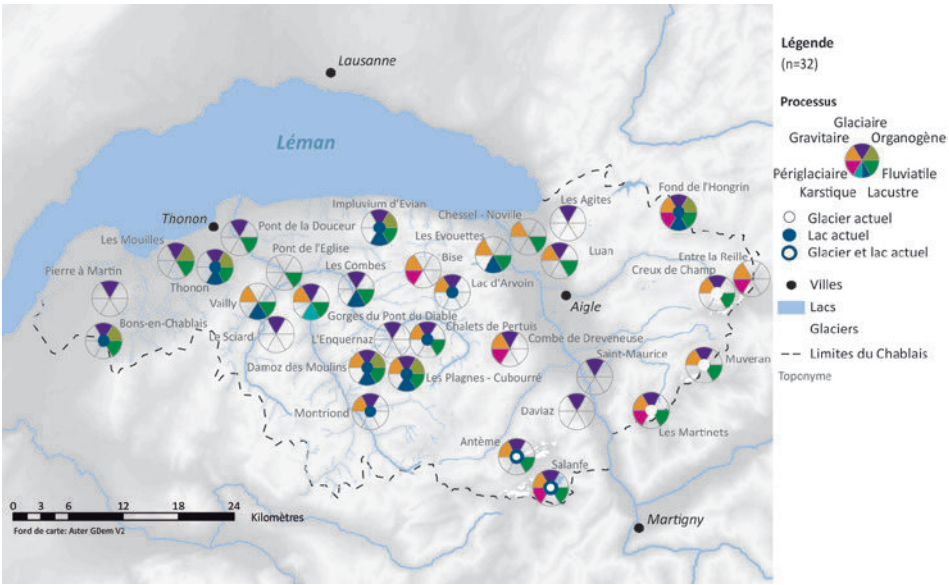 Lausanne
Léman
Thonon
Impluvium d'Evian
Chessel - Noville
Les Agites
Fond de l'Hongrin
Pont de la Douceur
Les Mouilles
Les Evouettes
Pont de l'Eglise
Luan
Entre la Reille
Bise
Les Combes
Creux de Champ
Pierre à Martin
Thonon
Lac d'Arvoin
Vailly
Aigle
Gorges du Pont du Diable
Bons-en-Chablais
Chalets de Pertuis
Le Sciard
L'Enquernaz
Combe de Dreveneuse
Saint-Maurice
Muveran
Damoz des Moulins
Les Plagnes - Cubourré
Montriond
Daviaz
Les Martinets
Antème
Salanfe
Martigny
0 3 6 12 18 24
Kilomètres
Ford de carte: Aster GDem V2
Légende
(n=32)
Processus
Glaciaire
Gravitaire Organogène
Périglaciaire Fluviatile
Karstique Lacustre
Glacier actuel
Lac actuel
Glacier et lac actuel
Villes
Lacs
Glaciers
Limites du Chablais
Toponyme